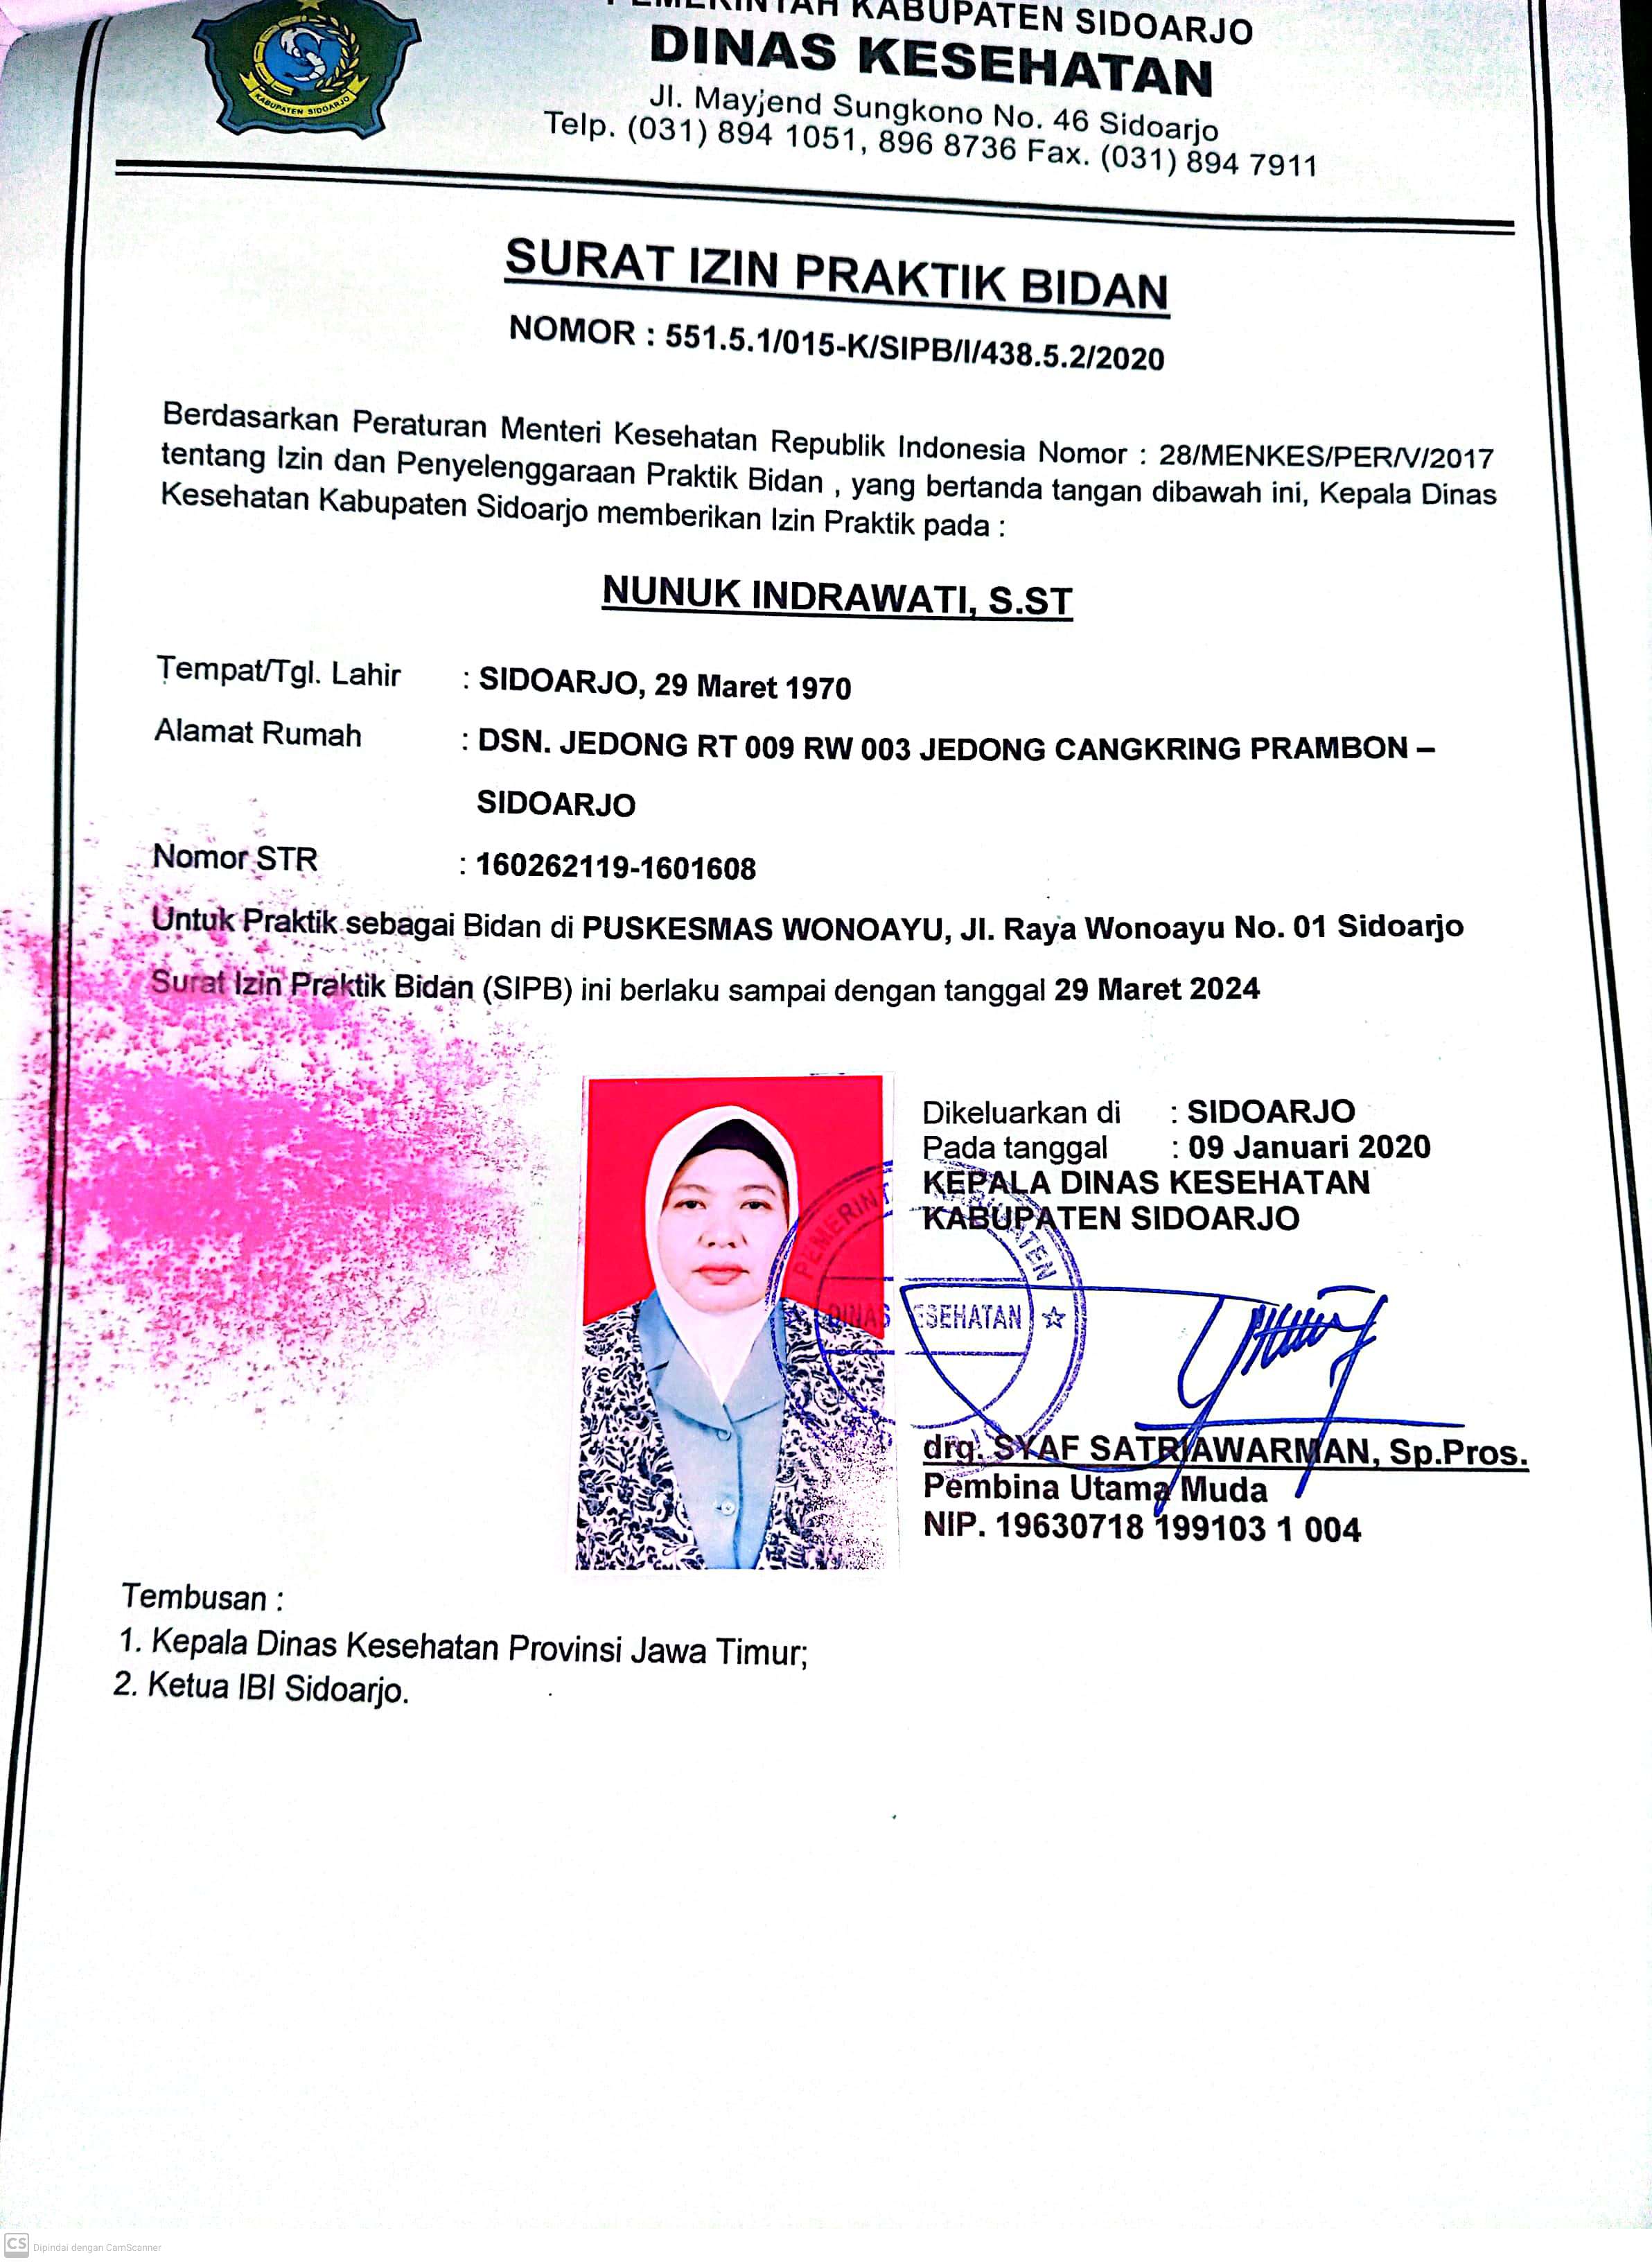 PEMERINTAH KABUPATEN SIDOARJO
DINAS KESEHATAN
Jl. Mayjend Sungkono No. 46 Sidoarjo
Telp. (031) 894 1051, 896 8736 Fax. (031) 894 7911
KABUPATEN SIDOARJO
SURAT IZIN PRAKTIK BIDAN
NOMOR : 551.5.1/015-K/SIPB/I/438.5.2/2020
Berdasarkan Peraturan Menteri Kesehatan Republik Indonesia Nomor : 28/MENKES/PER/V/2017
tentang Izin dan Penyelenggaraan Praktik Bidan , yang bertanda tangan dibawah ini, Kepala Dinas
Kesehatan Kabupaten Sidoarjo memberikan Izin Praktik pada :
NUNUK INDRAWATI, S.ST
Tempat/Tgl. Lahir : SIDOARJO, 29 Maret 1970
Alamat Rumah : DSN. JEDONG RT 009 RW 003 JEDONG CANGKRING PRAMBON –
SIDOARJO
Nomor STR : 160262119-1601608
Untuk Praktik sebagai Bidan di PUSKESMAS WONOAYU, Jl. Raya Wonoayu No. 01 Sidoarjo
Surat Izin Praktik Bidan (SIPB) ini berlaku sampai dengan tanggal 29 Maret 2024
Dikeluarkan di : SIDOARJO
Pada tanggal : 09 Januari 2020
KEPALA DINAS KESEHATAN
KABUPATEN SIDOARJO
DINAS ESEHATAN
drg. SYAF SATRIAWARMAN, Sp.Pros.
Pembina Utama Muda
NIP. 19630718 199103 1 004
Tembusan :
1. Kepala Dinas Kesehatan Provinsi Jawa Timur;
2. Ketua IBI Sidoarjo.
CS Dipindai dengan CamScanner